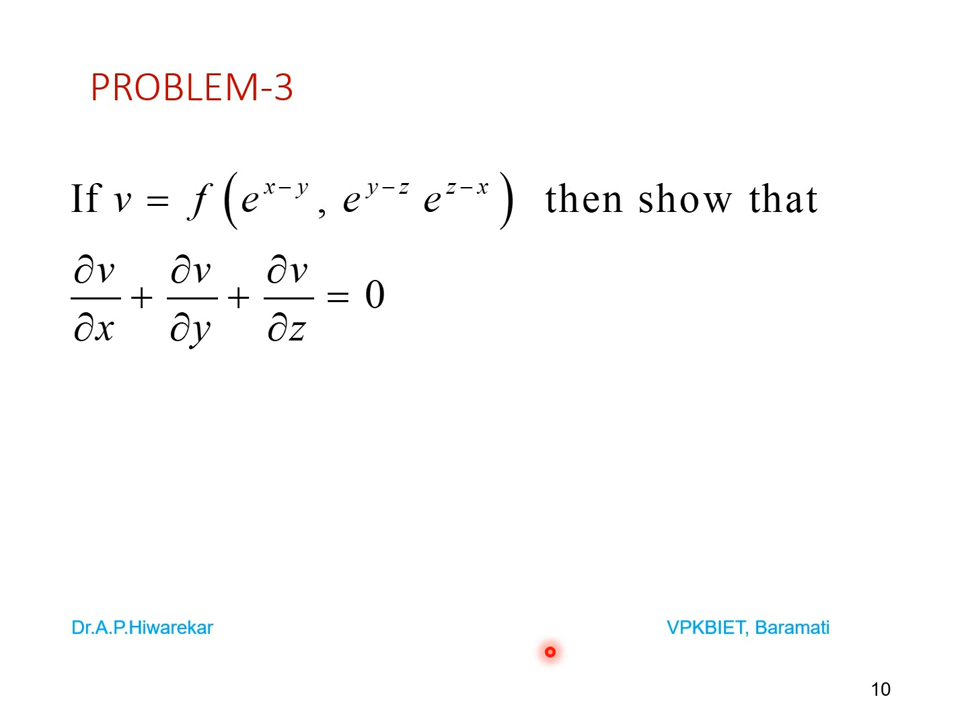 PROBLEM-3
If v = f (e^{x-y}, e^{y-z} e^{z-x}) then show that
∂v/∂x + ∂v/∂y + ∂v/∂z = 0
Dr.A.P.Hiwarekar VPKBIET, Baramati
10